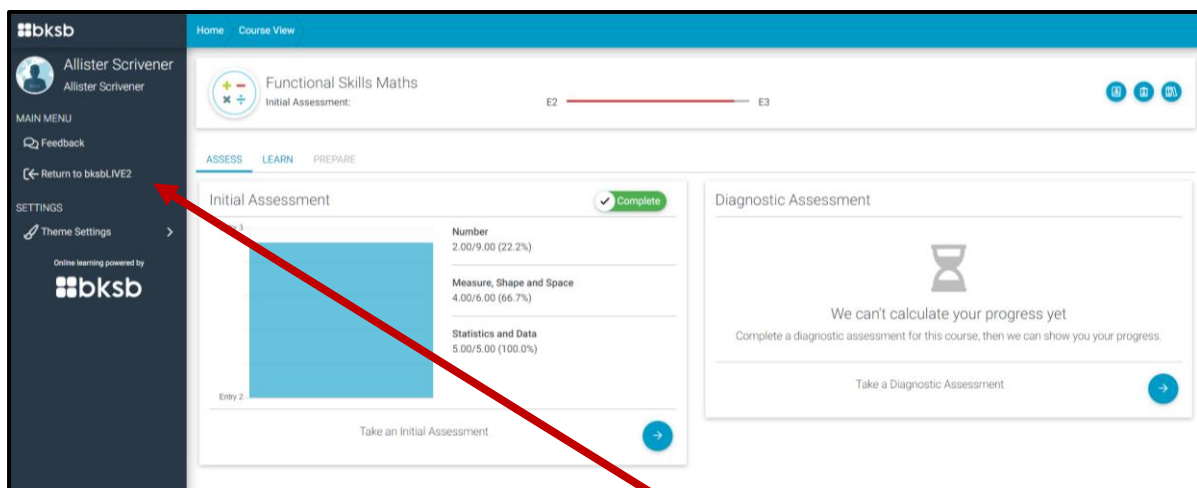 bksb
Home Course View
Allister Scrivener
Allister Scrivener
MAIN MENU
Feedback
Return to bksbLIVE2
SETTINGS
Theme Settings
Online learning powered by
bksb
Functional Skills Maths
Initial Assessment:
E2
E3
ASSESS LEARN PREPARE
Initial Assessment
Complete
Number
2.00/9.00 (22.2%)
Measure, Shape and Space
4.00/6.00 (66.7%)
Statistics and Data
5.00/5.00 (100.0%)
Entry 2
Take an Initial Assessment
Diagnostic Assessment
We can't calculate your progress yet
Complete a diagnostic assessment for this course, then we can show you your progress.
Take a Diagnostic Assessment